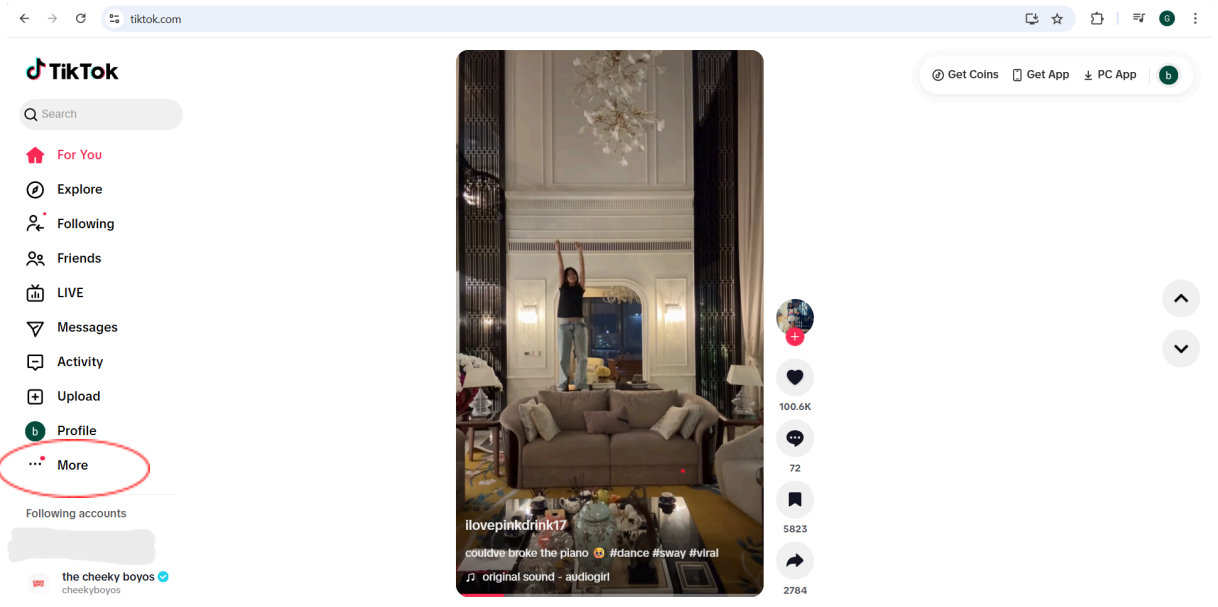 tiktok.com
G
TikTok
Search
For You
Explore
Following
Friends
LIVE
Messages
Activity
Upload
b Profile
More
Following accounts
the cheeky boyos
cheekyboyos
ilovepinkdrink17
couldve broke the piano 😭 #dance #sway #viral
original sound - audiogirl
100.6K
72
5823
2784
Get Coins Get App PC App b